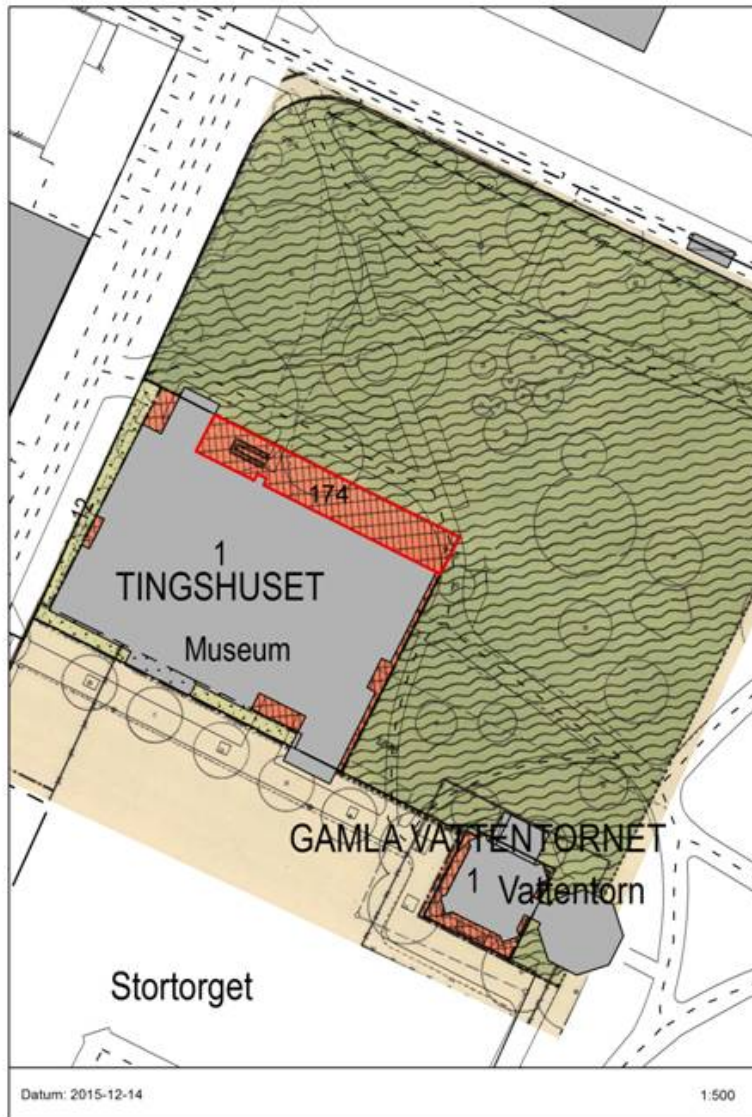 174
12
1
TINGSHUSET
Museum
GAMLA VATTENTORNET
1 Vattentorn
Stortorget
Datum: 2015-12-14
1:500